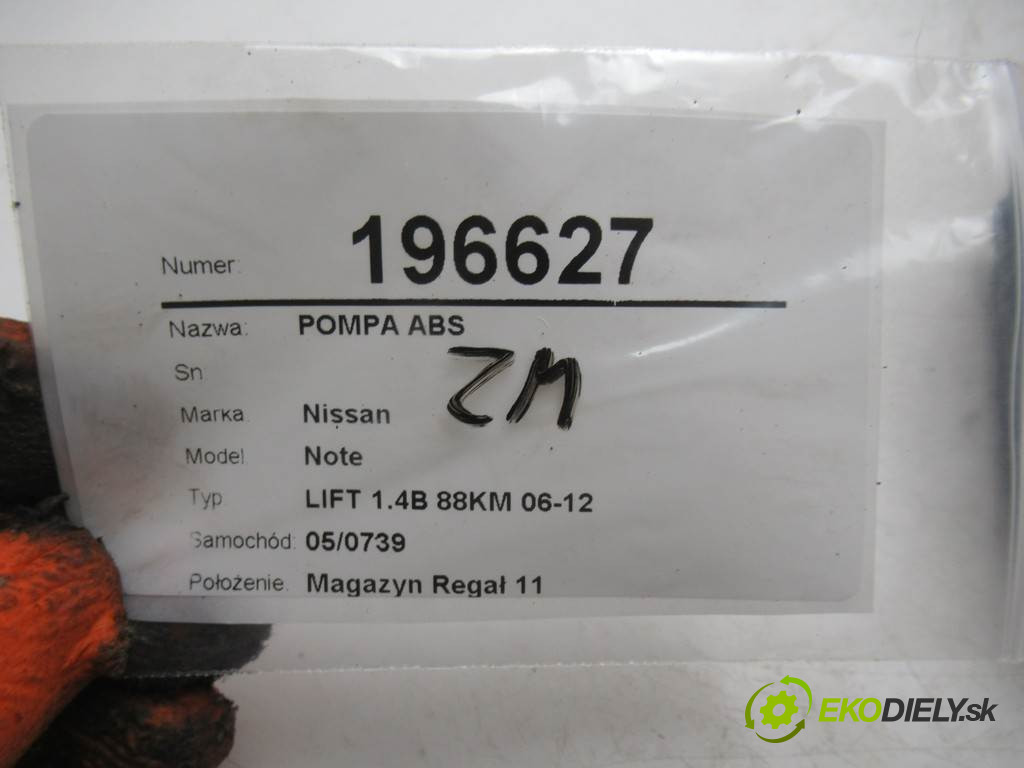 Numer: 196627
Nazwa: POMPA ABS
Sn
ZM
Marka Nissan
Model Note
Typ LIFT 1.4B 88KM 06-12
Samochód: 05/0739
Położenie. Magazyn Regał 11
EKODIELY.sk